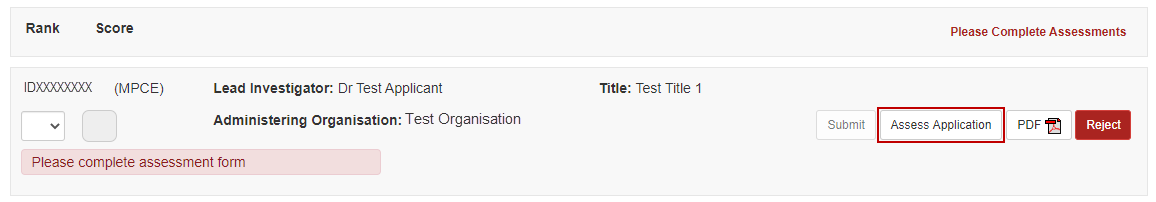 Rank Score Please Complete Assessments
IDXXXXXXXX (MPCE) Lead Investigator: Dr Test Applicant Title: Test Title 1
Administering Organisation: Test Organisation Submit Assess Application PDF Reject
Please complete assessment form